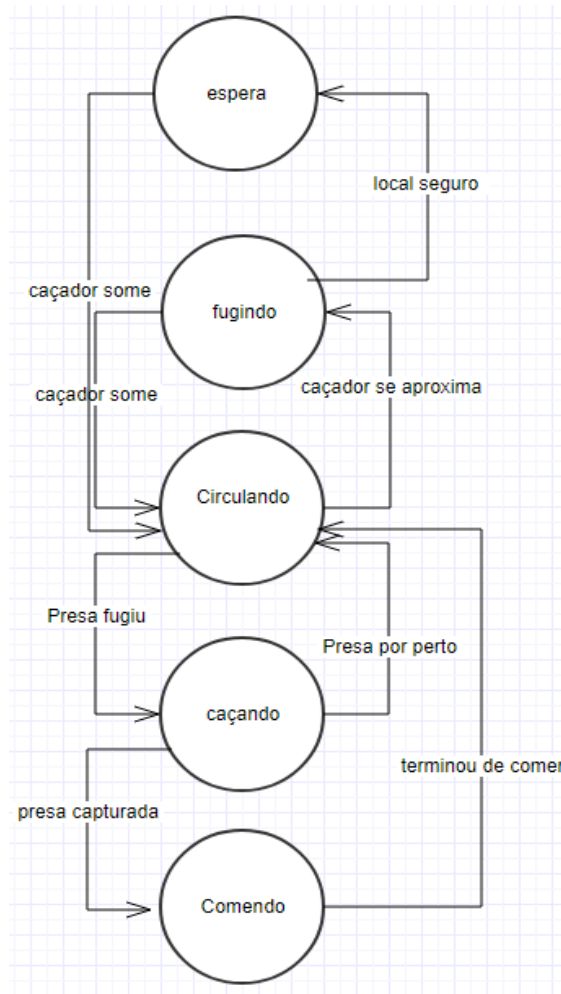 espera
local seguro
caçador some
fugindo
caçador se aproxima
caçador some
Circulando
Presa fugiu
Presa por perto
caçando
terminou de comer
presa capturada
Comendo